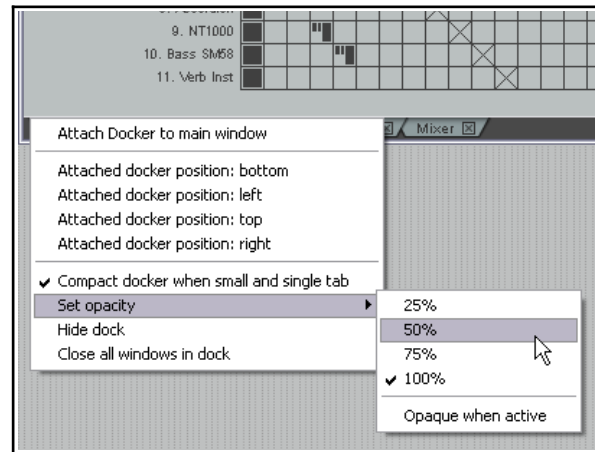 9. NT1000
10. Bass SM58
11. Verb Inst
Mixer
Attach Docker to main window
Attached docker position: bottom
Attached docker position: left
Attached docker position: top
Attached docker position: right
Compact docker when small and single tab
Set opacity
Hide dock
Close all windows in dock
25%
50%
75%
100%
Opaque when active